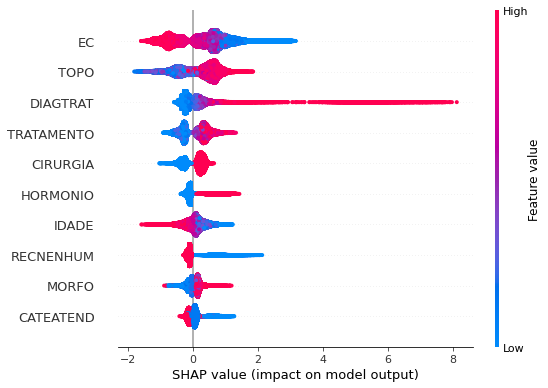 High
EC
TOPO
DIAGTRAT
TRATAMENTO
CIRURGIA
HORMONIO
IDADE
RECNENHUM
MORFO
CATEATEND
Feature value
Low
−2 0 2 4 6 8
SHAP value (impact on model output)